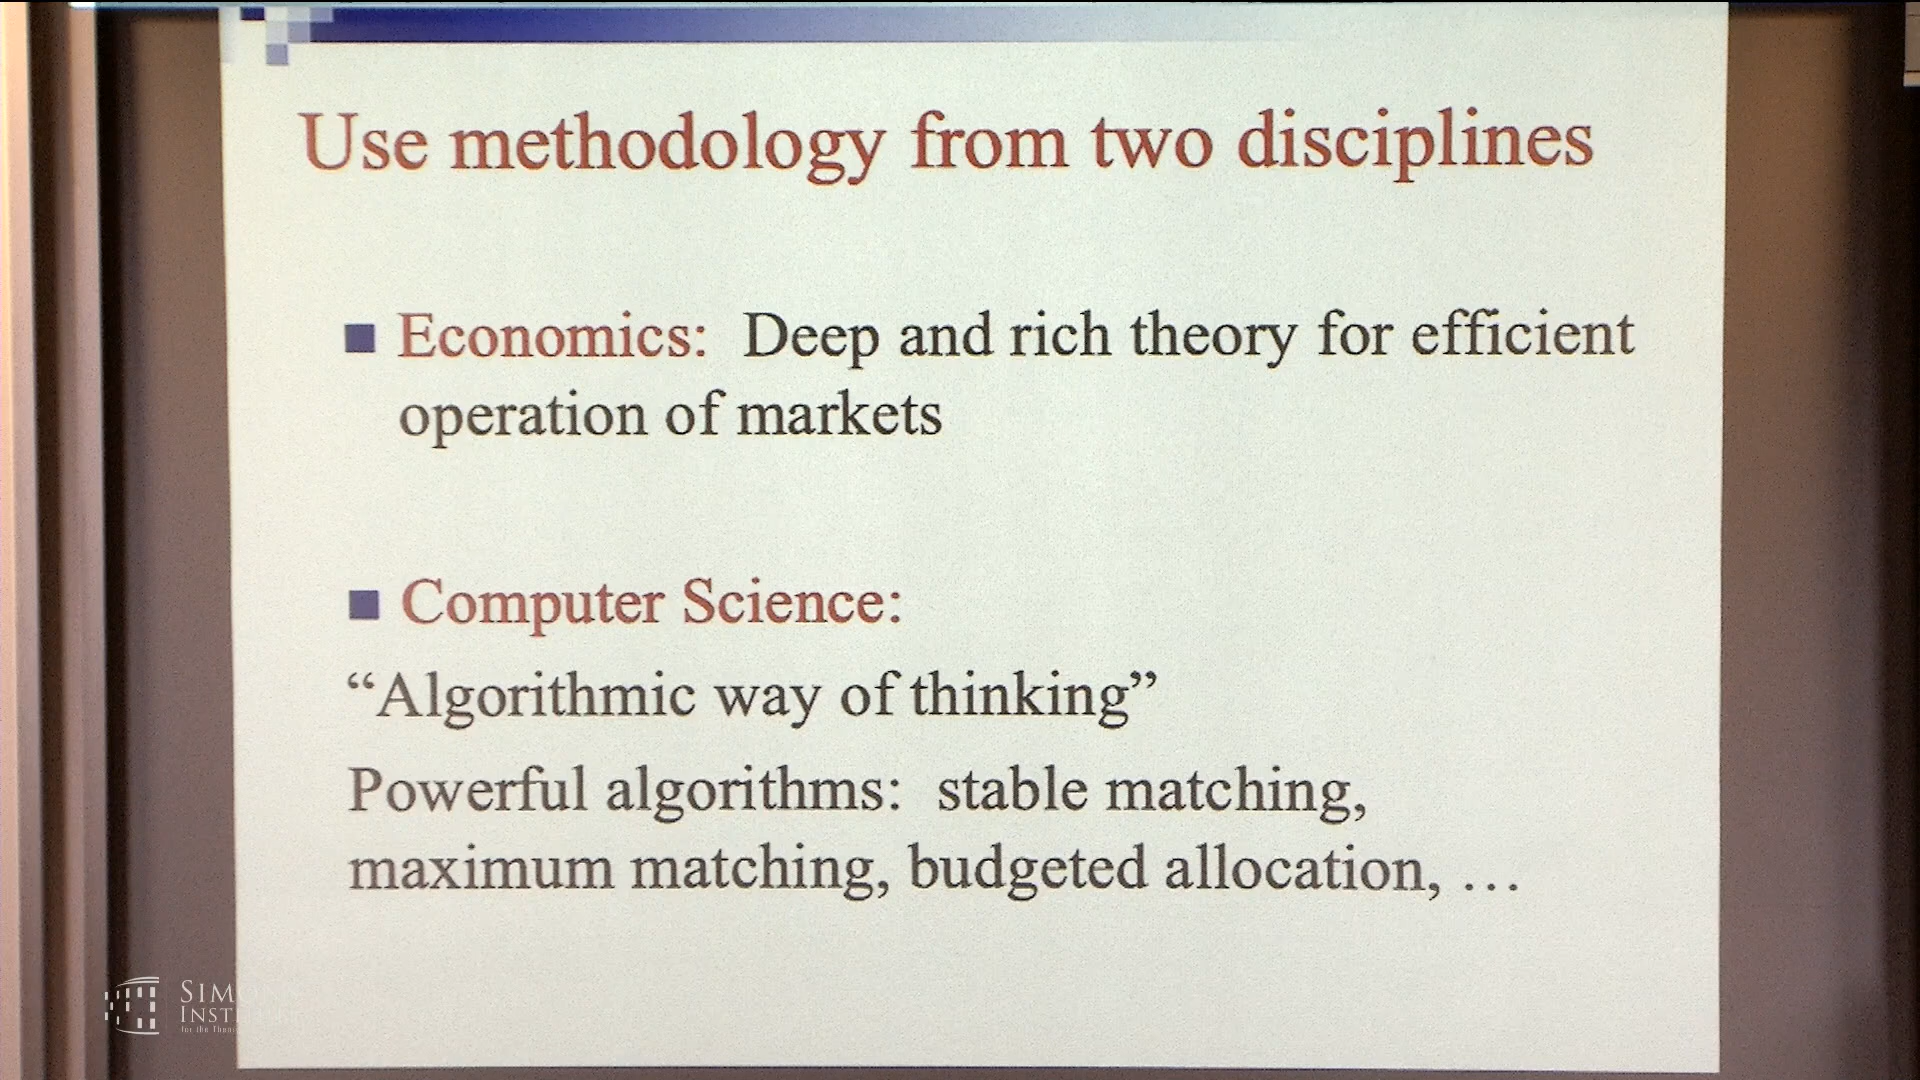 Use methodology from two disciplines
■ Economics: Deep and rich theory for efficient
operation of markets
■ Computer Science:
“Algorithmic way of thinking”
Powerful algorithms: stable matching,
maximum matching, budgeted allocation, …